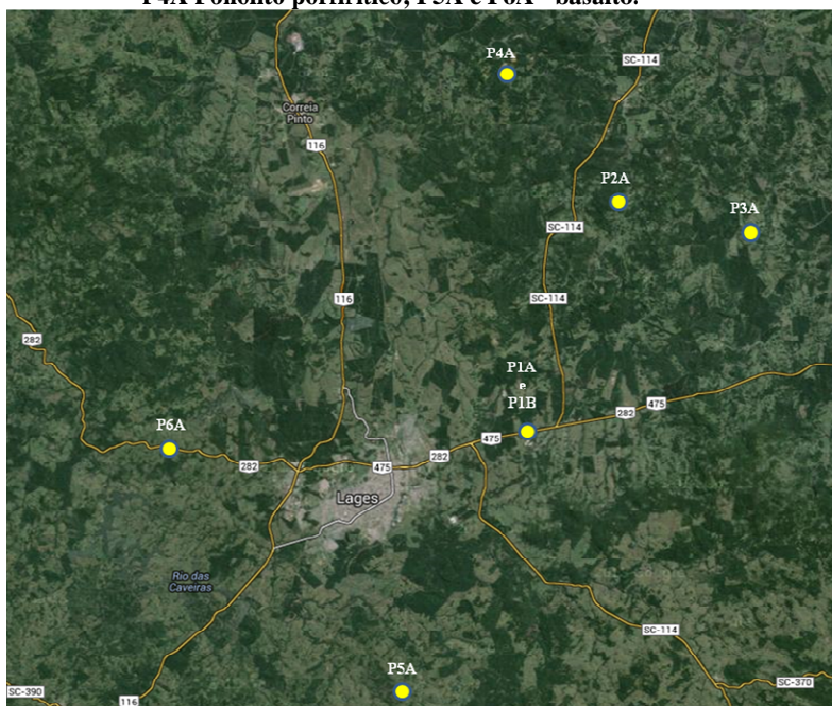 P4A Fonolito porfirítico; P5A e P6A - basalto.
P4A
SC-114
Correia
Pinto
116
P2A
P3A
SC-114
116
SC-114
282
P1A
e
P1B
282
475
P6A
475
282
282
475
Lages
Rio das
Caveiras
SC-114
P5A
SC-390
116
SC-370